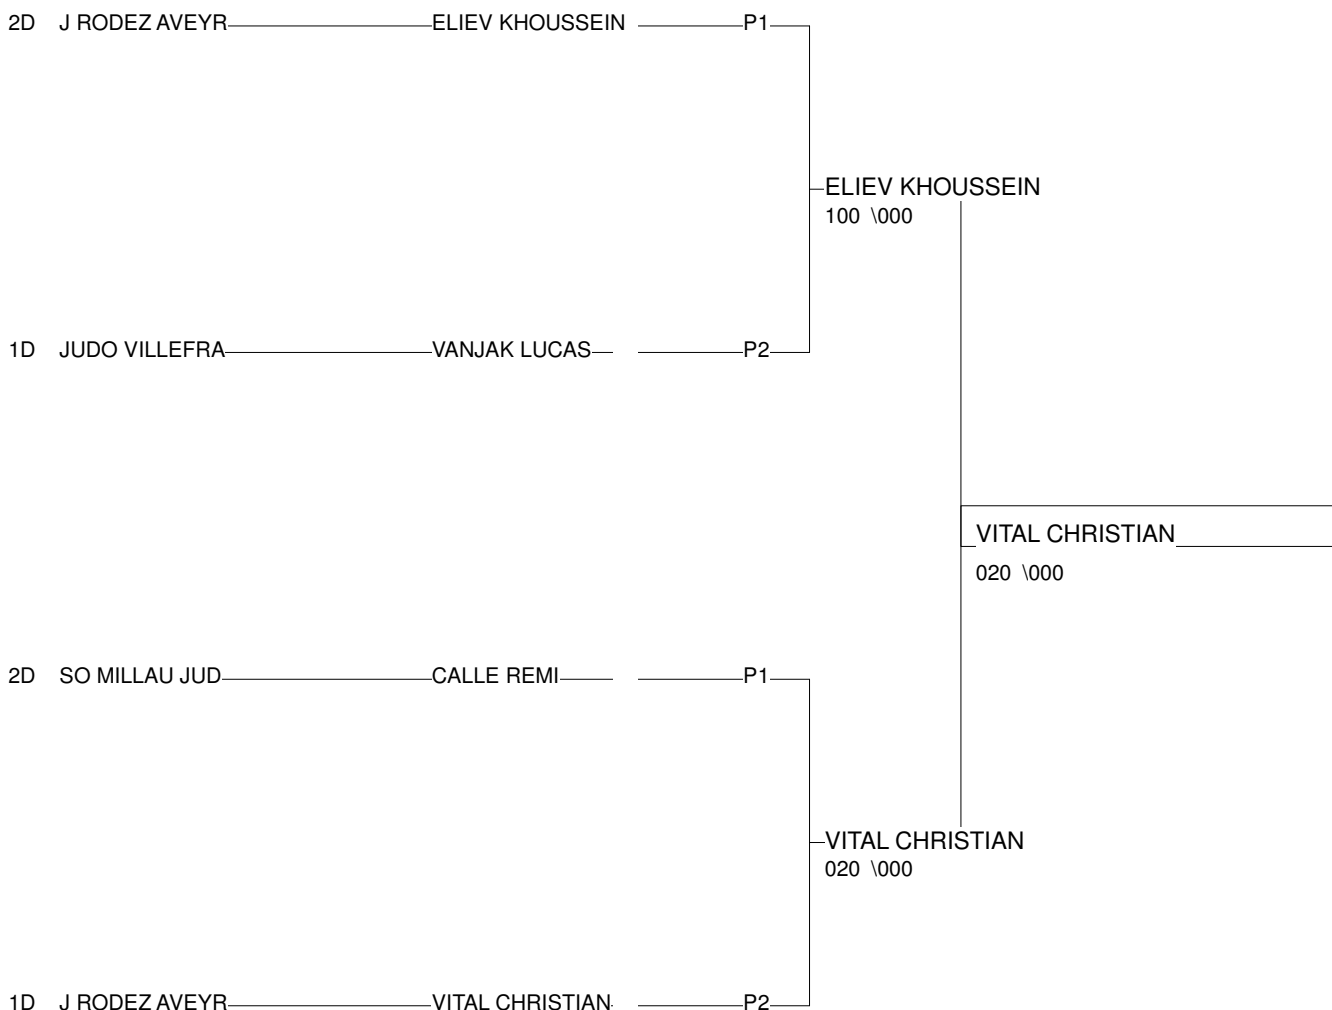 2D J RODEZ AVEYR ELIEV KHOUSSEIN P1
ELIEV KHOUSSEIN
100 \000
1D JUDO VILLEFRA VANJAK LUCAS P2
VITAL CHRISTIAN
020 \000
2D SO MILLAU JUD CALLE REMI P1
VITAL CHRISTIAN
020 \000
1D J RODEZ AVEYR VITAL CHRISTIAN P2